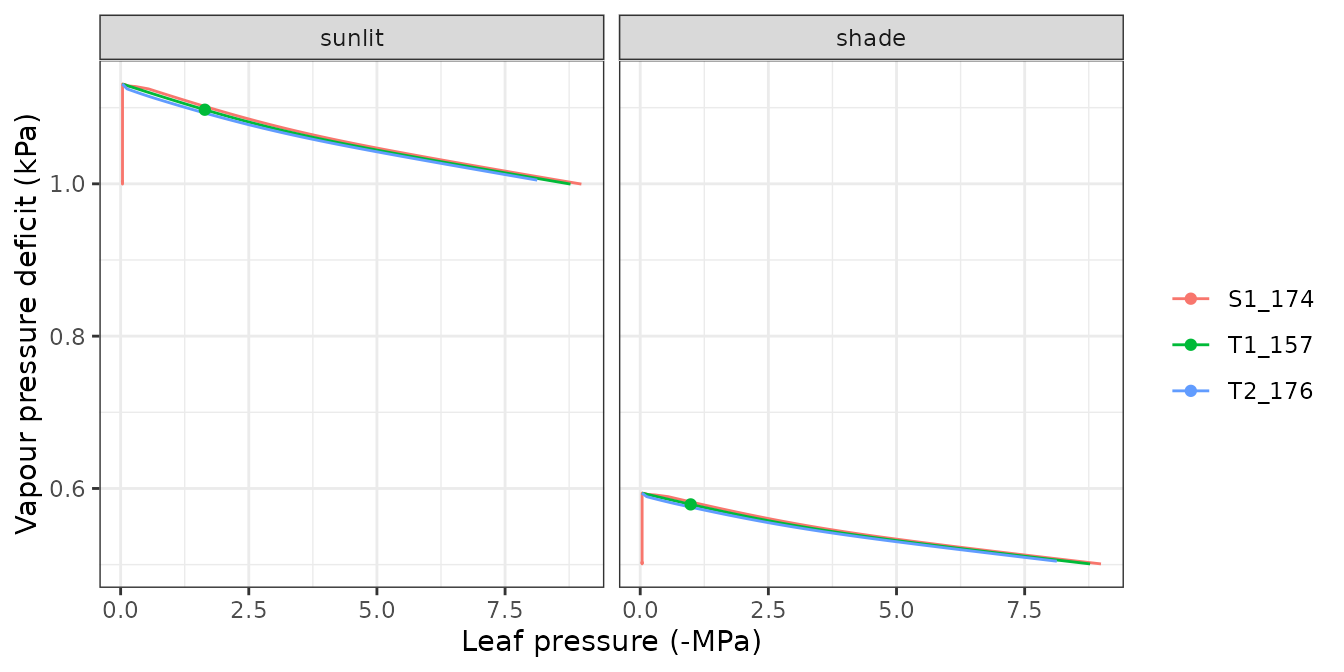 sunlit
shade
Vapour pressure deficit (kPa)
1.0
0.8
0.6
0.0
2.5
5.0
7.5
0.0
2.5
5.0
7.5
Leaf pressure (-MPa)
S1_174
T1_157
T2_176